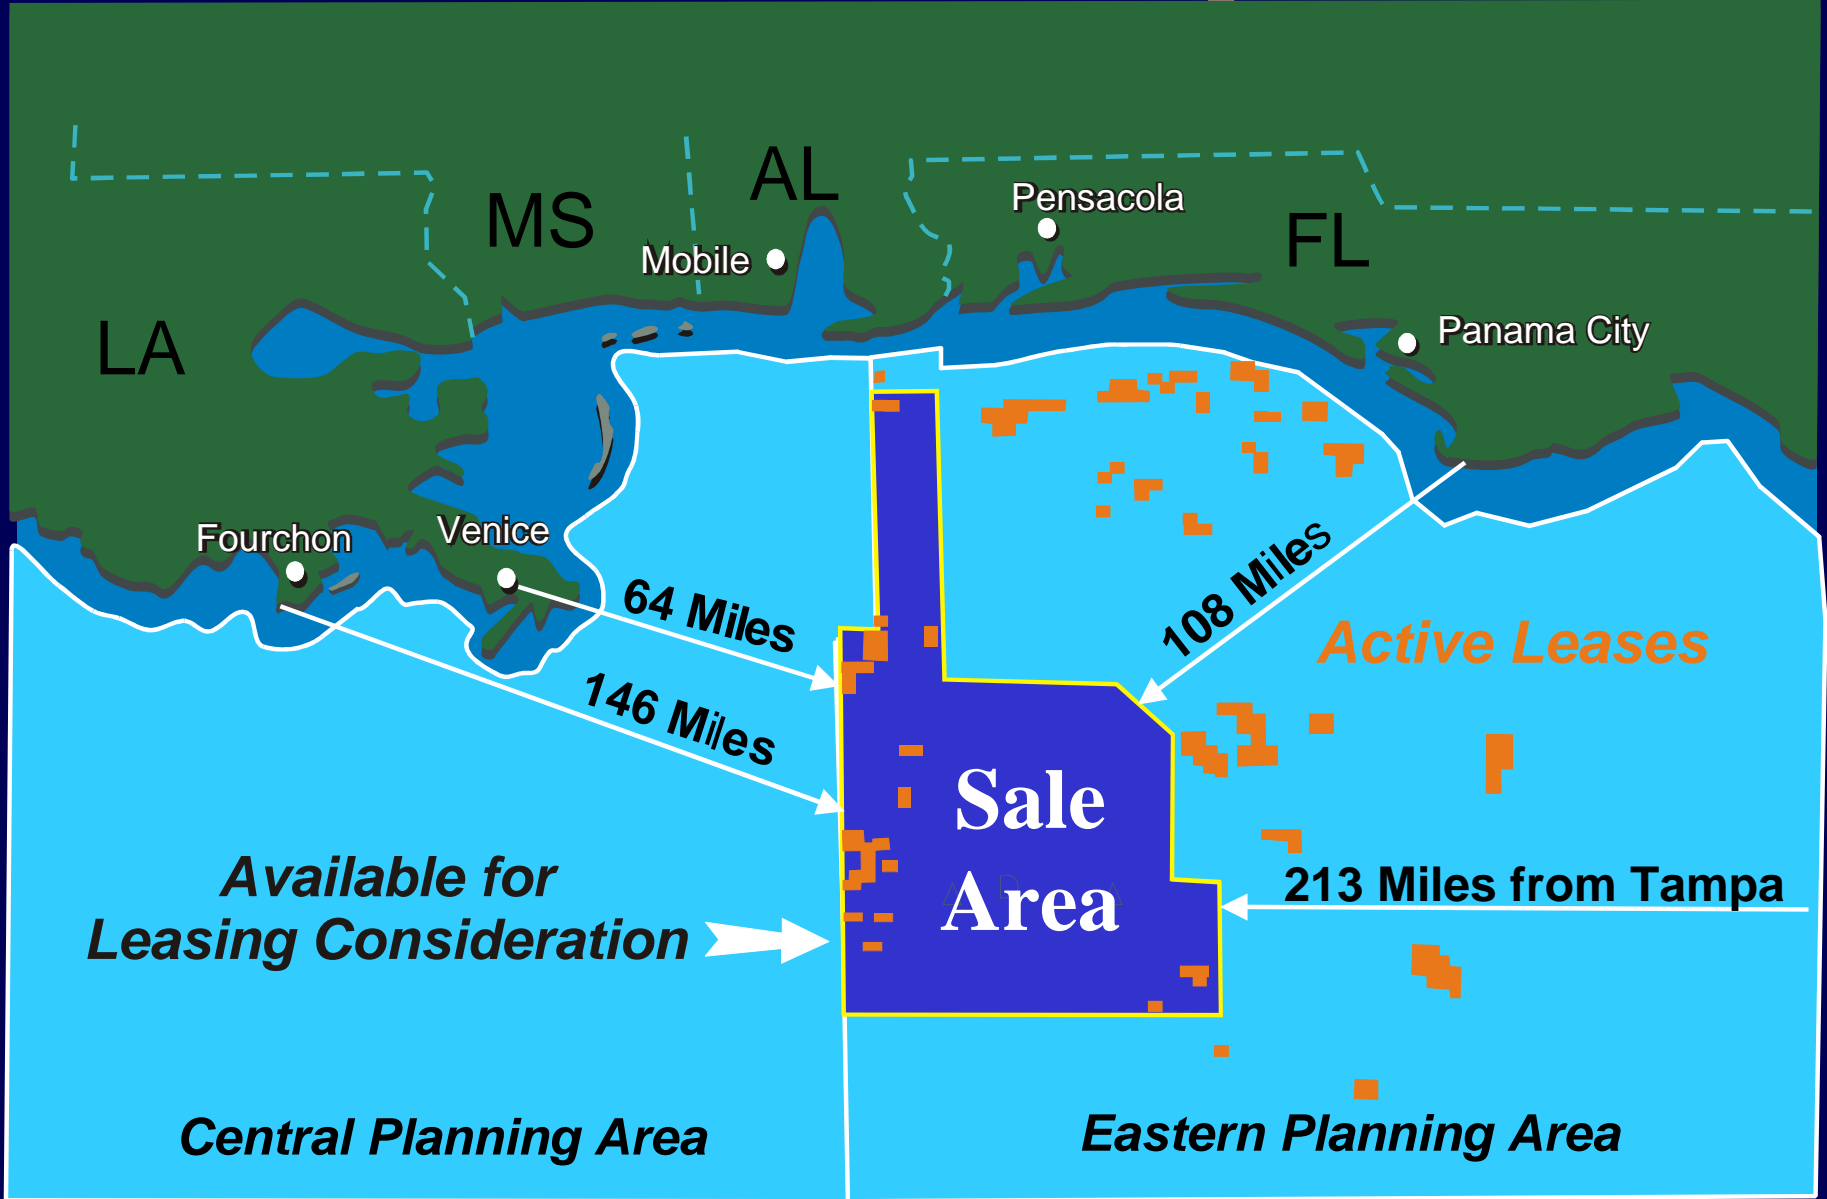 AL
Pensacola
MS
FL
Mobile
Panama City
LA
Fourchon
Venice
64 Miles
108 Miles
Active Leases
146 Miles
Sale
Area
Available for
Leasing Consideration
213 Miles from Tampa
Central Planning Area
Eastern Planning Area